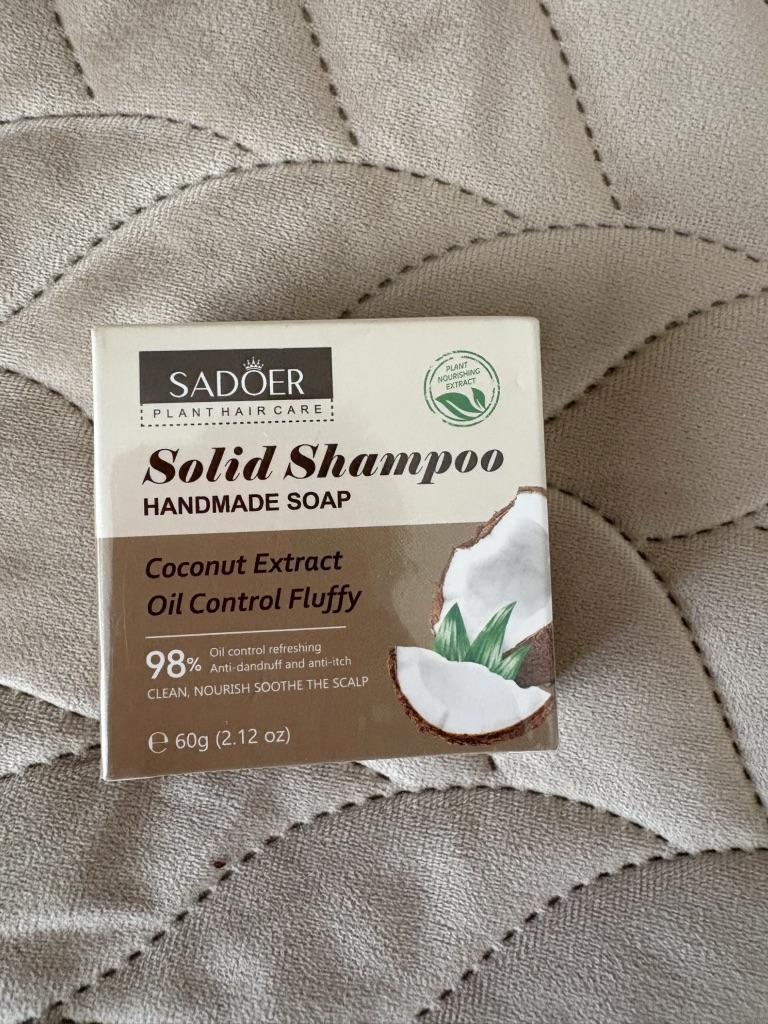 SADOER
PLANT HAIR CARE
PLANT
NOURISHING
EXTRACT
Solid Shampoo
HANDMADE SOAP
Coconut Extract
Oil Control Fluffy
98% Oil control refreshing
Anti-dandruff and anti-itch
CLEAN, NOURISH SOOTHE THE SCALP
℮ 60g (2.12 oz)